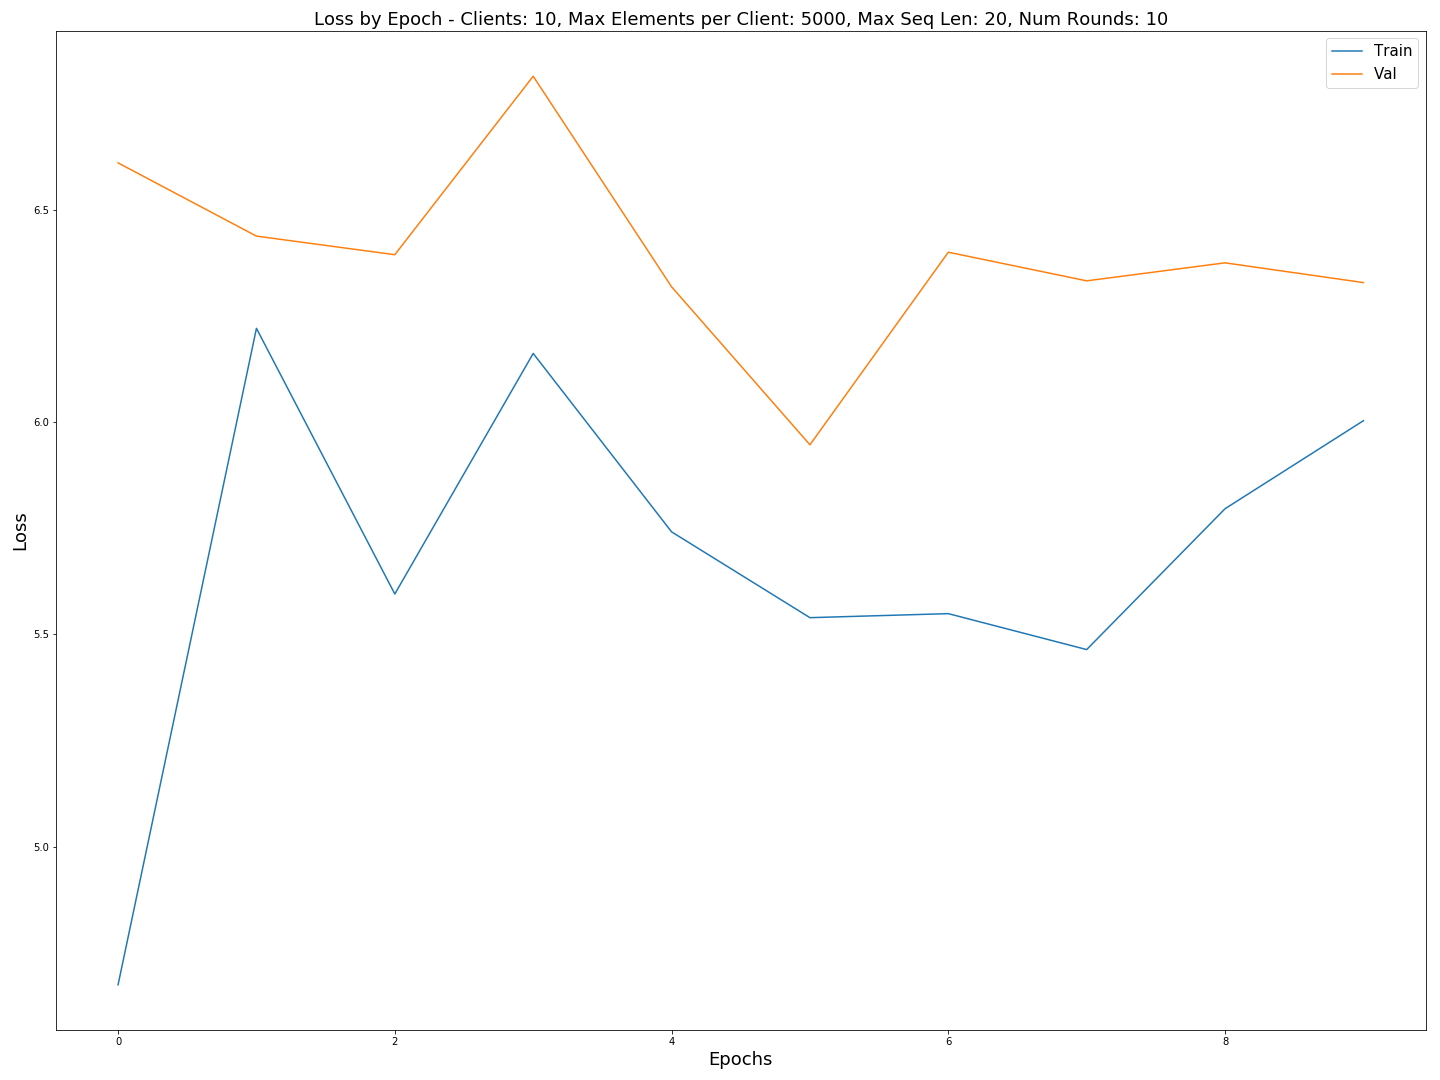 Loss by Epoch - Clients: 10, Max Elements per Client: 5000, Max Seq Len: 20, Num Rounds: 10
Train
Val
6.5
6.0
5.5
5.0
Loss
0 2 4 6 8
Epochs